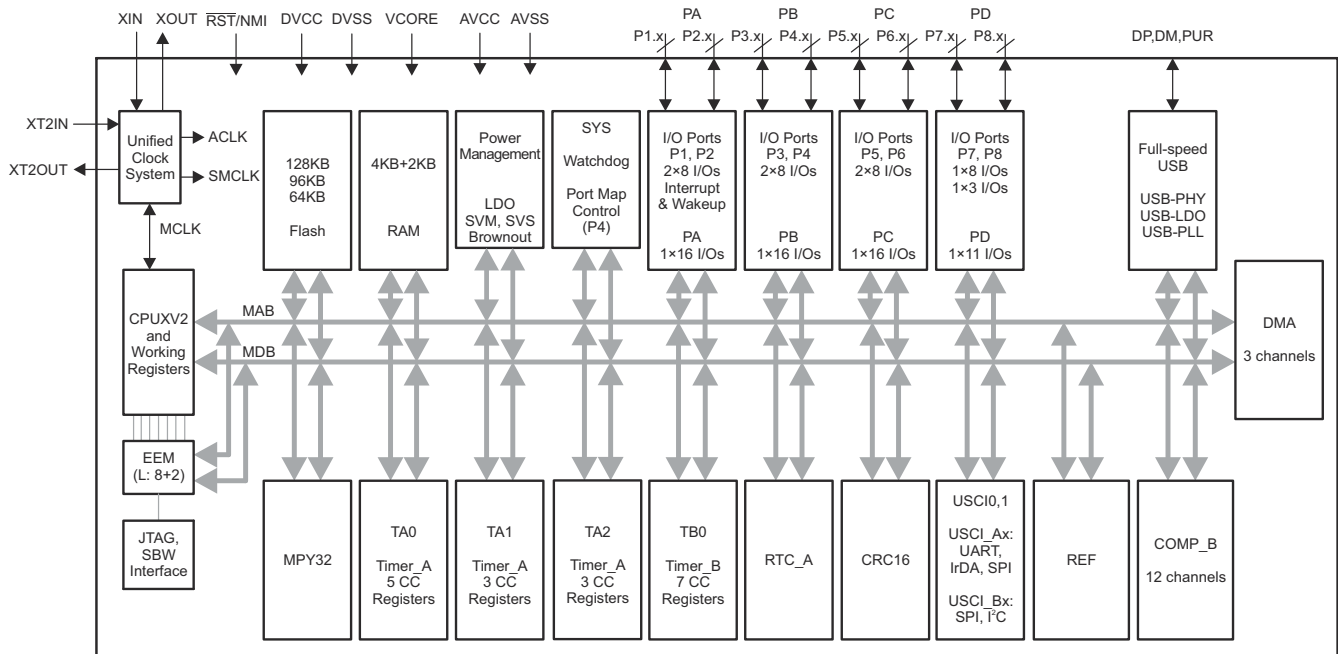 XIN XOUT RST/NMI DVCC DVSS VCORE AVCC AVSS
PA PB PC PD
P1.x P2.x P3.x P4.x P5.x P6.x P7.x P8.x
DP,DM,PUR
XT2IN
XT2OUT
Unified
Clock
System
ACLK
SMCLK
MCLK
128KB
96KB
64KB
Flash
4KB+2KB
RAM
Power
Management
LDO
SVM, SVS
Brownout
SYS
Watchdog
Port Map
Control
(P4)
I/O Ports
P1, P2
2×8 I/Os
Interrupt
& Wakeup
PA
1×16 I/Os
I/O Ports
P3, P4
2×8 I/Os
PB
1×16 I/Os
I/O Ports
P5, P6
2×8 I/Os
PC
1×16 I/Os
I/O Ports
P7, P8
1×8 I/Os
1×3 I/Os
PD
1×11 I/Os
Full-speed
USB
USB-PHY
USB-LDO
USB-PLL
CPUXV2
and
Working
Registers
MAB
MDB
DMA
3 channels
EEM
(L: 8+2)
JTAG,
SBW
Interface
MPY32
TA0
Timer_A
5 CC
Registers
TA1
Timer_A
3 CC
Registers
TA2
Timer_A
3 CC
Registers
TB0
Timer_B
7 CC
Registers
RTC_A
CRC16
USCI0,1
USCI_Ax:
UART,
IrDA, SPI
USCI_Bx:
SPI, I²C
REF
COMP_B
12 channels